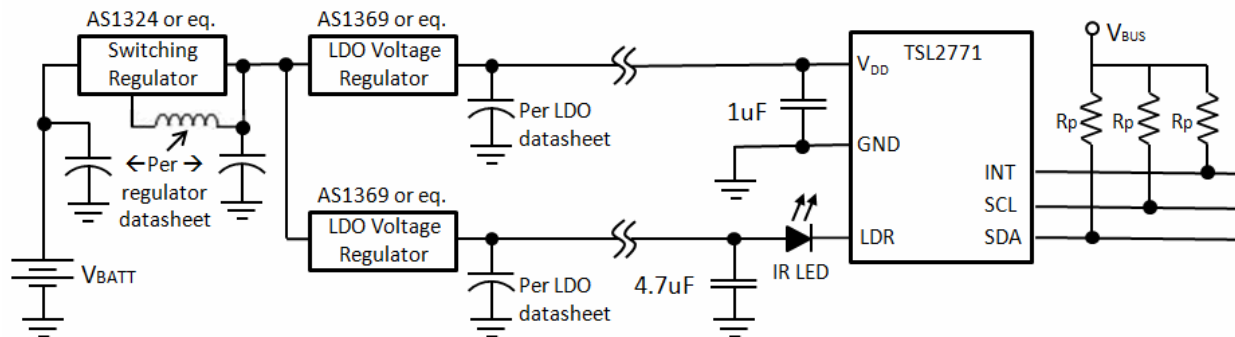 AS1324 or eq.
Switching
Regulator
←Per→
regulator
datasheet
VBATT
AS1369 or eq.
LDO Voltage
Regulator
Per LDO
datasheet
AS1369 or eq.
LDO Voltage
Regulator
Per LDO
datasheet
1uF
4.7uF
IR LED
TSL2771
VDD
GND
LDR
INT
SCL
SDA
VBUS
Rp
Rp
Rp